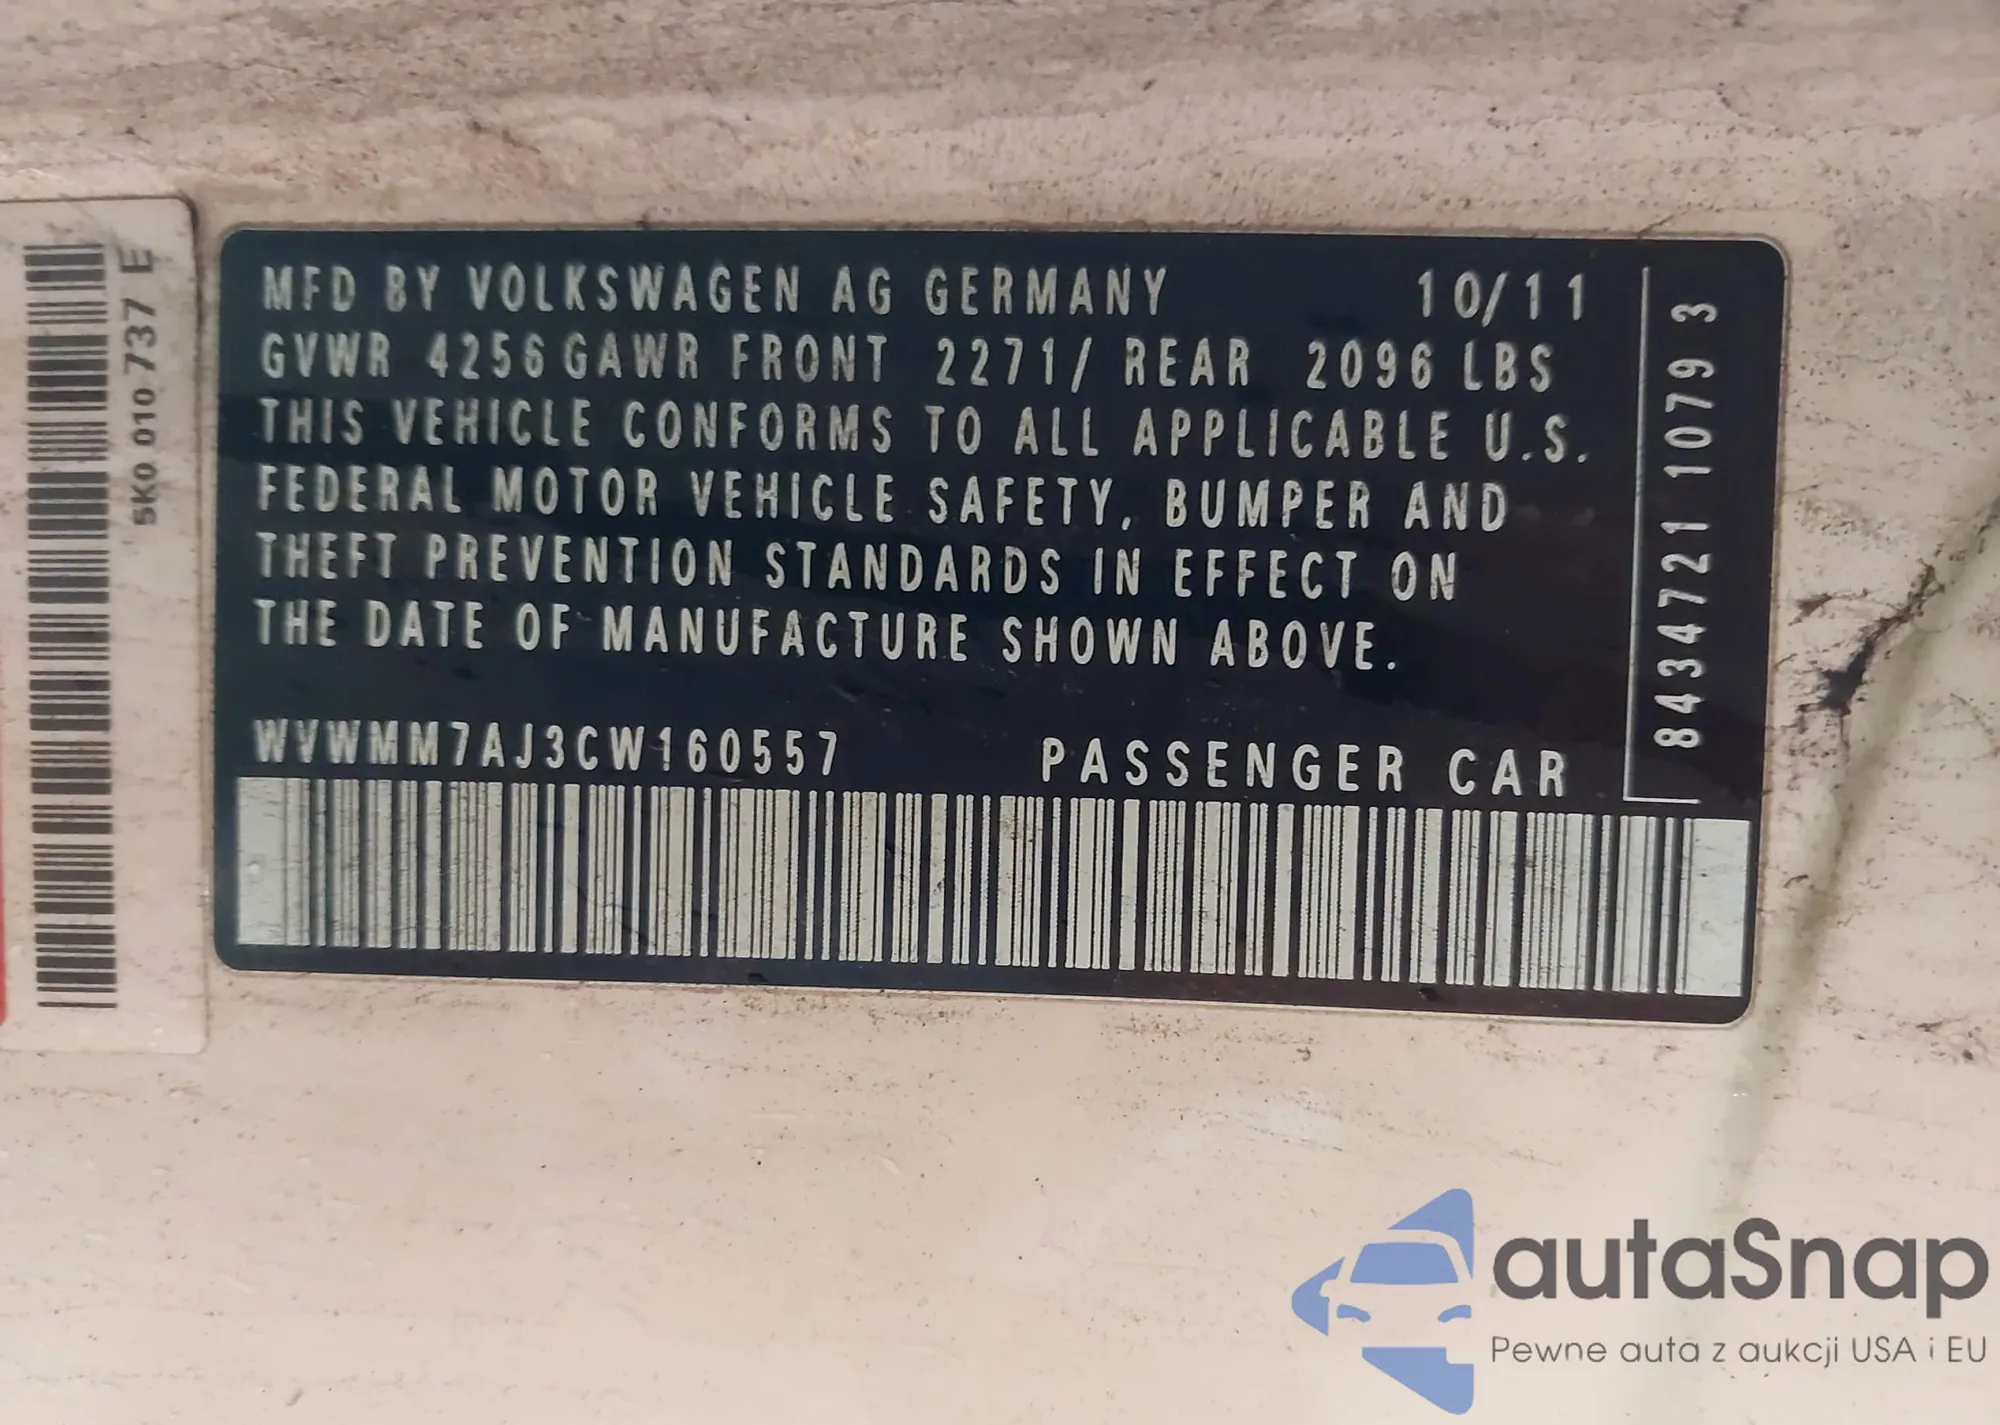 5K0 010 737 E
MFD BY VOLKSWAGEN AG GERMANY 10/11
GVWR 4256 GAWR FRONT 2271/ REAR 2096 LBS
THIS VEHICLE CONFORMS TO ALL APPLICABLE U.S.
FEDERAL MOTOR VEHICLE SAFETY, BUMPER AND
THEFT PREVENTION STANDARDS IN EFFECT ON
THE DATE OF MANUFACTURE SHOWN ABOVE.
WVWMM7AJ3CW160557 PASSENGER CAR
8434721 1079 3
autaSnap
Pewne auta z aukcji USA i EU